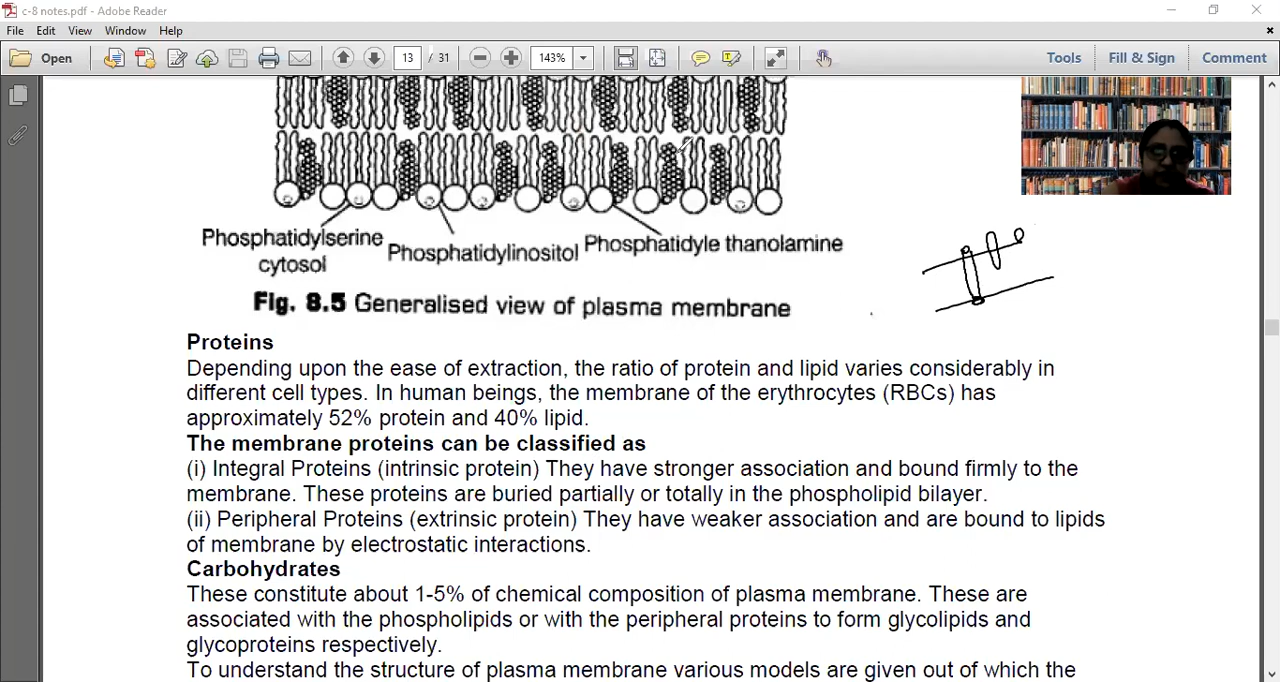 c-8 notes.pdf - Adobe Reader
File Edit View Window Help
Open 13 / 31 143% Tools Fill & Sign Comment
Phosphatidylserine
cytosol
Phosphatidylinositol
Phosphatidyle thanolamine
Fig. 8.5 Generalised view of plasma membrane
Proteins
Depending upon the ease of extraction, the ratio of protein and lipid varies considerably in
different cell types. In human beings, the membrane of the erythrocytes (RBCs) has
approximately 52% protein and 40% lipid.
The membrane proteins can be classified as
(i) Integral Proteins (intrinsic protein) They have stronger association and bound firmly to the
membrane. These proteins are buried partially or totally in the phospholipid bilayer.
(ii) Peripheral Proteins (extrinsic protein) They have weaker association and are bound to lipids
of membrane by electrostatic interactions.
Carbohydrates
These constitute about 1-5% of chemical composition of plasma membrane. These are
associated with the phospholipids or with the peripheral proteins to form glycolipids and
glycoproteins respectively.
To understand the structure of plasma membrane various models are given out of which the